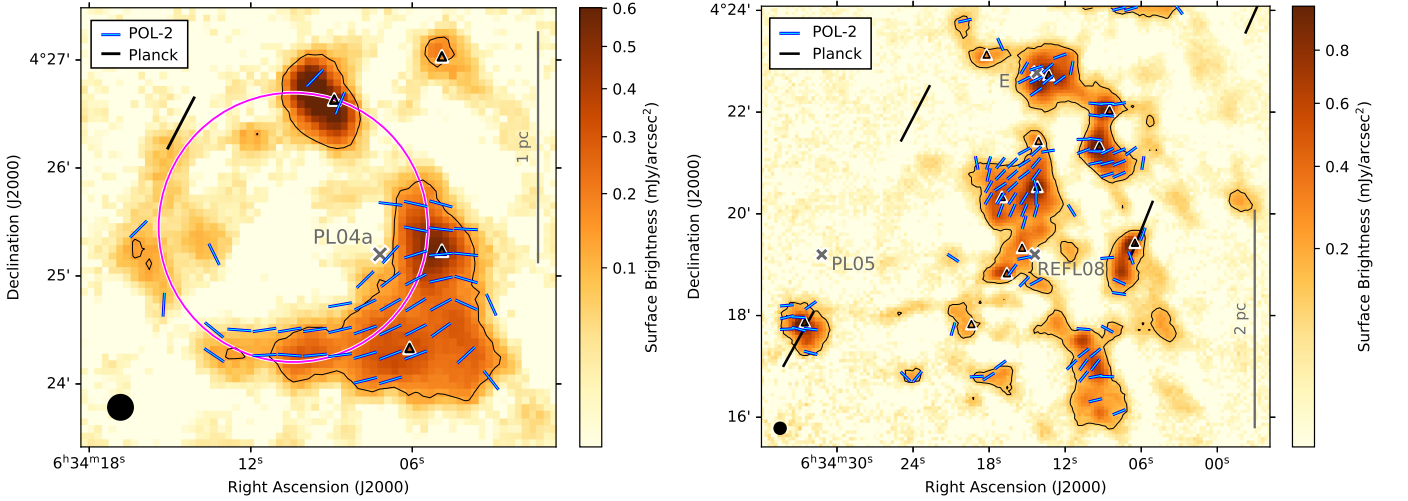 POL-2
Planck
4°27'
26'
25'
24'
Declination (J2000)
PL04a
1 pc
6ʰ34ᵐ18ˢ
12ˢ
06ˢ
Right Ascension (J2000)
0.6
0.5
0.4
0.3
0.2
0.1
Surface Brightness (mJy/arcsec²)
POL-2
Planck
4°24'
22'
20'
18'
16'
Declination (J2000)
E
PL05
REFL08
2 pc
6ʰ34ᵐ30ˢ
24ˢ
18ˢ
12ˢ
06ˢ
00ˢ
Right Ascension (J2000)
0.8
0.6
0.4
0.2
Surface Brightness (mJy/arcsec²)